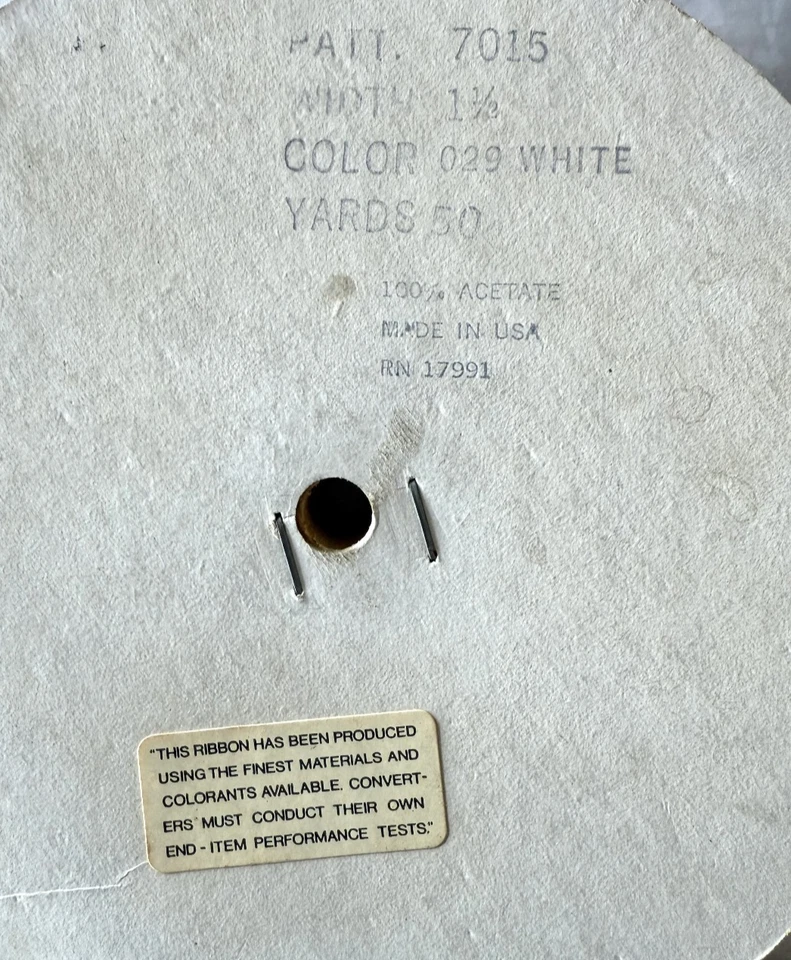 PATT. 7015
WIDTH 1½
COLOR 029 WHITE
YARDS 50
100% ACETATE
MADE IN USA
RN 17991
"THIS RIBBON HAS BEEN PRODUCED
USING THE FINEST MATERIALS AND
COLORANTS AVAILABLE. CONVERT-
ERS MUST CONDUCT THEIR OWN
END - ITEM PERFORMANCE TESTS."